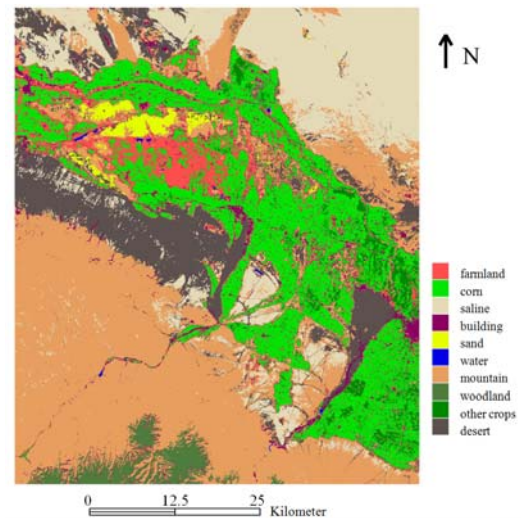 N
farmland
corn
saline
building
sand
water
mountain
woodland
other crops
desert
0 12.5 25
Kilometer